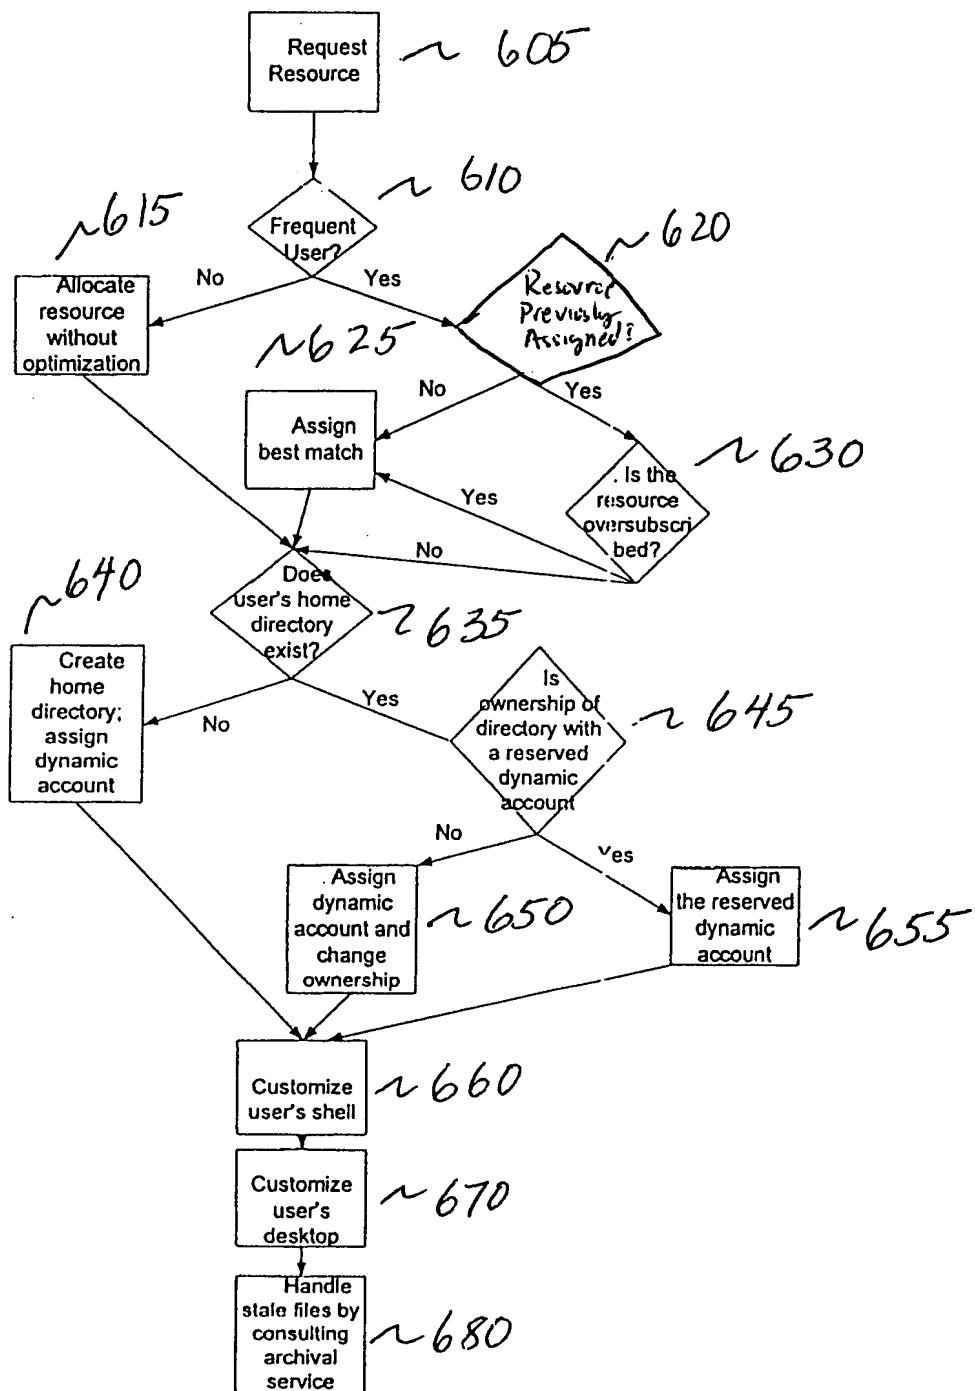 Request
Resource
~ 605
Frequent
User?
~ 610
~615
No
Yes
Allocate
resource
without
optimization
~ 620
Resource
Previously
Assigned?
~625
No
Yes
Assign
best match
~ 630
. Is the
resource
oversubscri
bed?
Yes
No
~640
Does
user's home
directory
exist?
~ 635
Create
home
directory;
assign
dynamic
account
No
Yes
Is
ownership of
directory with
a reserved
dynamic
account
~ 645
No
Yes
Assign
dynamic
account and
change
ownership
~650
Assign
the reserved
dynamic
account
~655
Customize
user's shell
~660
Customize
user's
desktop
~670
Handle
stale files by
consulting
archival
service
~680